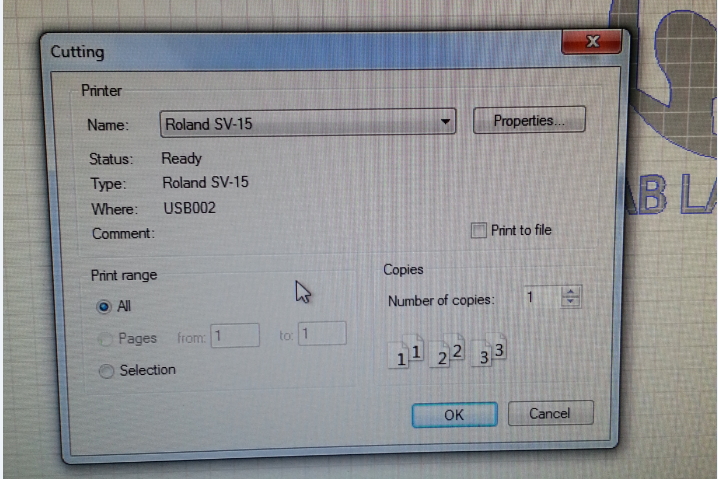 Cutting
Printer
Name: Roland SV-15 Properties...
Status: Ready
Type: Roland SV-15
Where: USB002
Comment:
Print to file
Print range
All
Pages from: 1 to: 1
Selection
Copies
Number of copies: 1
1 1 2 2 3 3
OK Cancel
AB LA